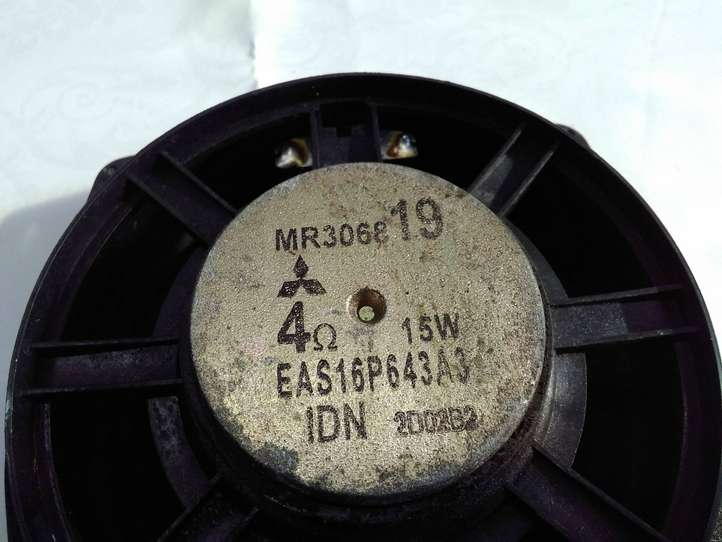 MR306819
4Ω 15W
EAS16P643A3
IDN 2D02B2